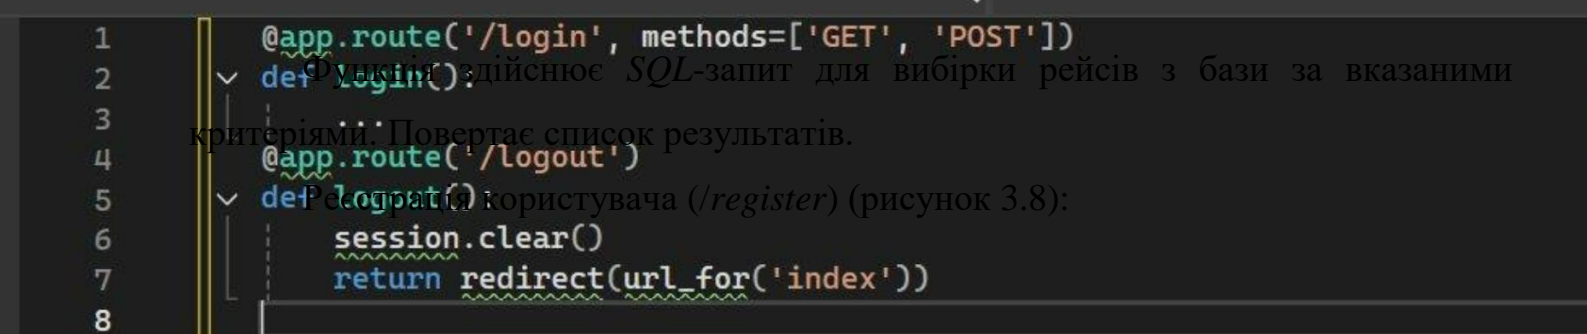 1 @app.route('/login', methods=['GET', 'POST'])
Функція здійснює SQL-запит для вибірки рейсів з бази за вказаними
2 def login():
3 ...
критеріями. Повертає список результатів.
4 @app.route('/logout')
5 def logout():
Реєстрація користувача (/register) (рисунок 3.8):
6 session.clear()
7 return redirect(url_for('index'))
8